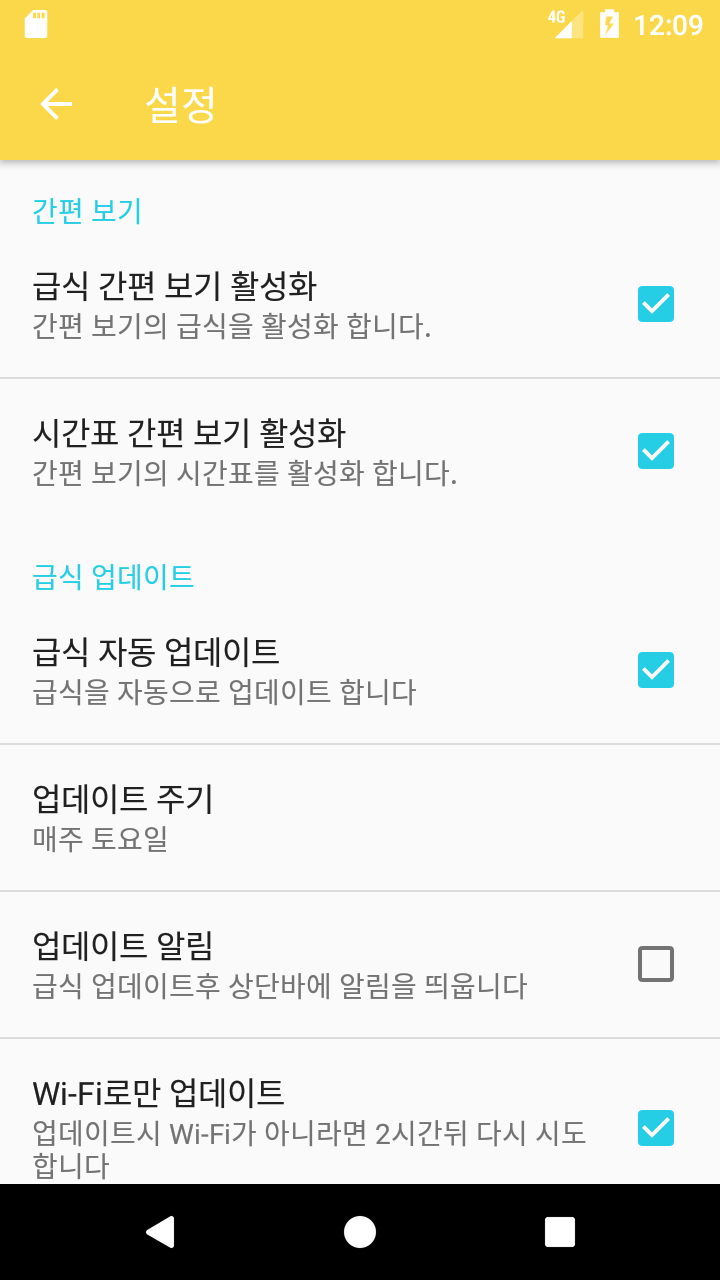 4G 12:09
설정
간편 보기
급식 간편 보기 활성화
간편 보기의 급식을 활성화 합니다.
시간표 간편 보기 활성화
간편 보기의 시간표를 활성화 합니다.
급식 업데이트
급식 자동 업데이트
급식을 자동으로 업데이트 합니다
업데이트 주기
매주 토요일
업데이트 알림
급식 업데이트후 상단바에 알림을 띄웁니다
Wi-Fi로만 업데이트
업데이트시 Wi-Fi가 아니라면 2시간뒤 다시 시도
합니다